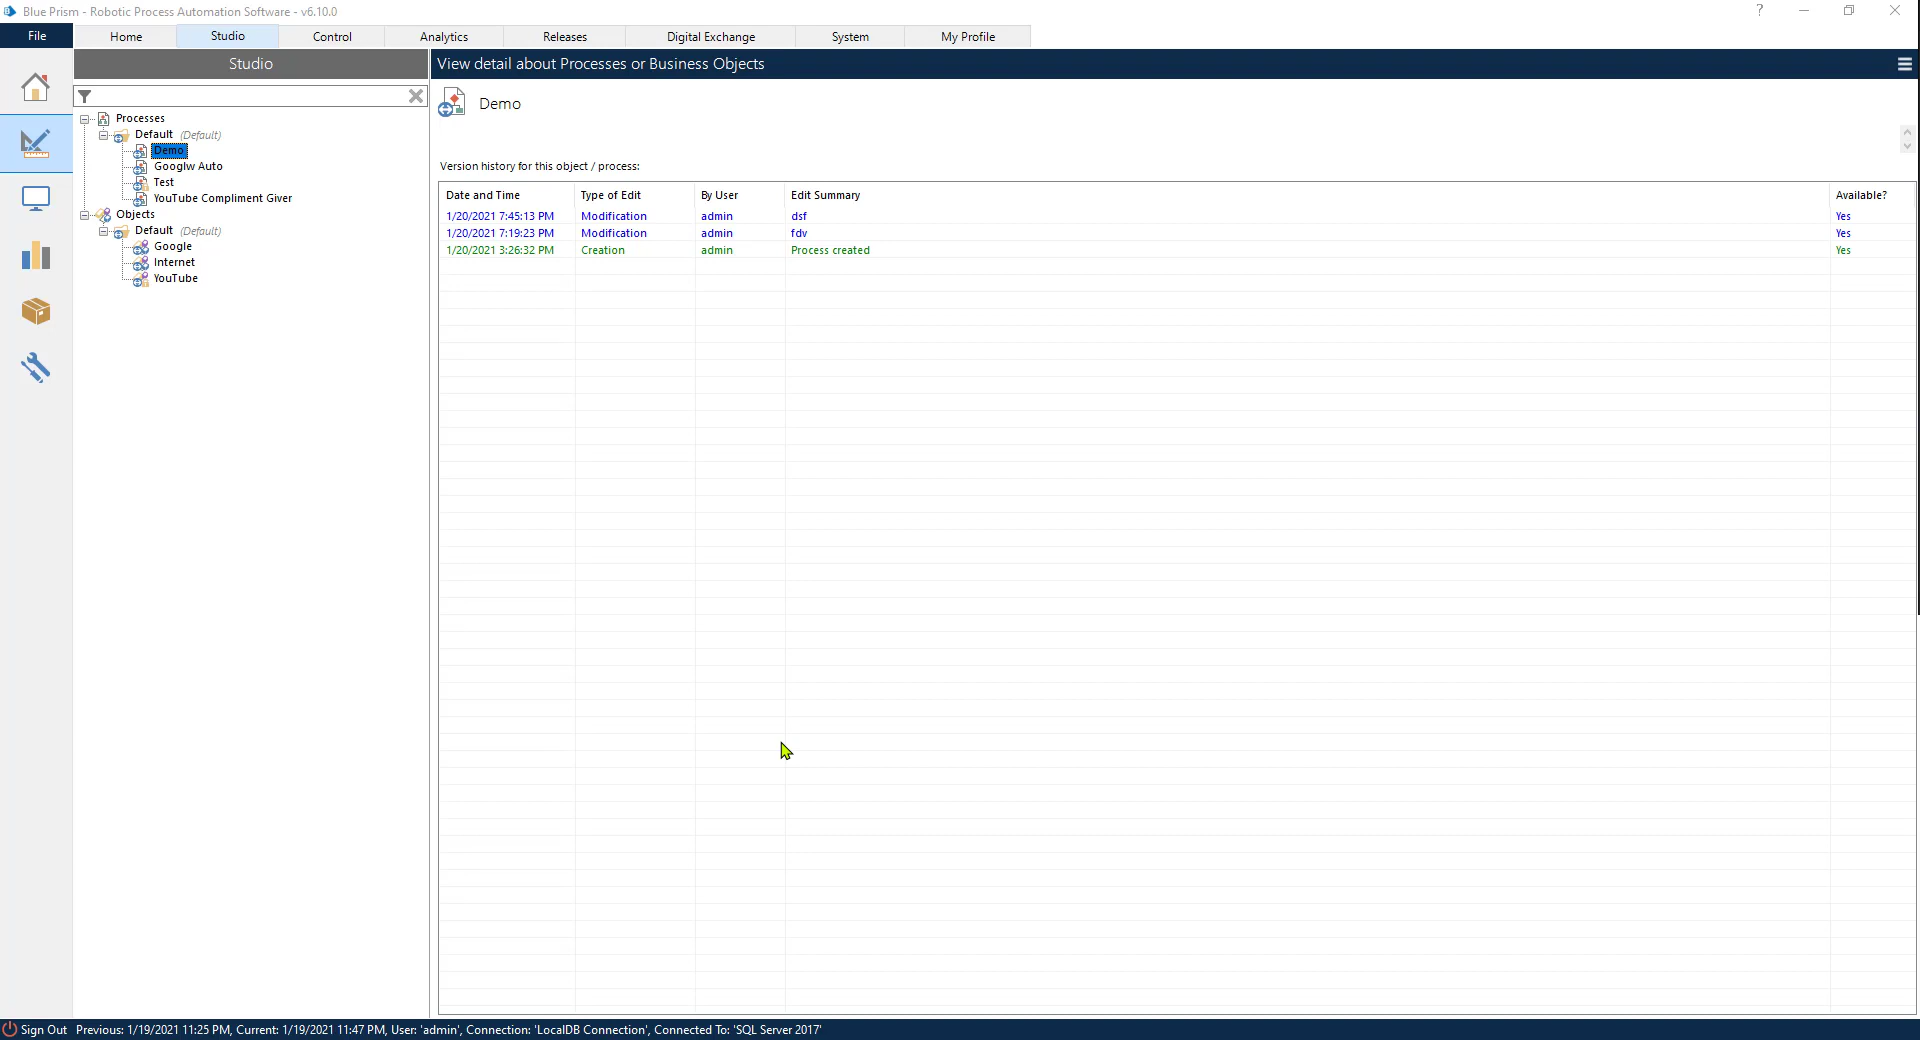 Blue Prism - Robotic Process Automation Software - v6.10.0
?
File Home Studio Control Analytics Releases Digital Exchange System My Profile
Studio
Processes
Default (Default)
Demo
Googlw Auto
Test
YouTube Compliment Giver
Objects
Default (Default)
Google
Internet
YouTube
View detail about Processes or Business Objects
Demo
Version history for this object / process:
Date and Time Type of Edit By User Edit Summary Available?
1/20/2021 7:45:13 PM Modification admin dsf Yes
1/20/2021 7:19:23 PM Modification admin fdv Yes
1/20/2021 3:26:32 PM Creation admin Process created Yes
Sign Out Previous: 1/19/2021 11:25 PM, Current: 1/19/2021 11:47 PM, User: 'admin', Connection: 'LocalDB Connection', Connected To: 'SQL Server 2017'